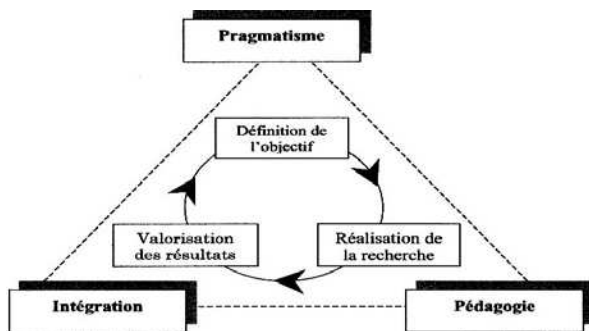 Pragmatisme
Définition de
l'objectif
Valorisation
des résultats
Réalisation de
la recherche
Intégration
Pédagogie